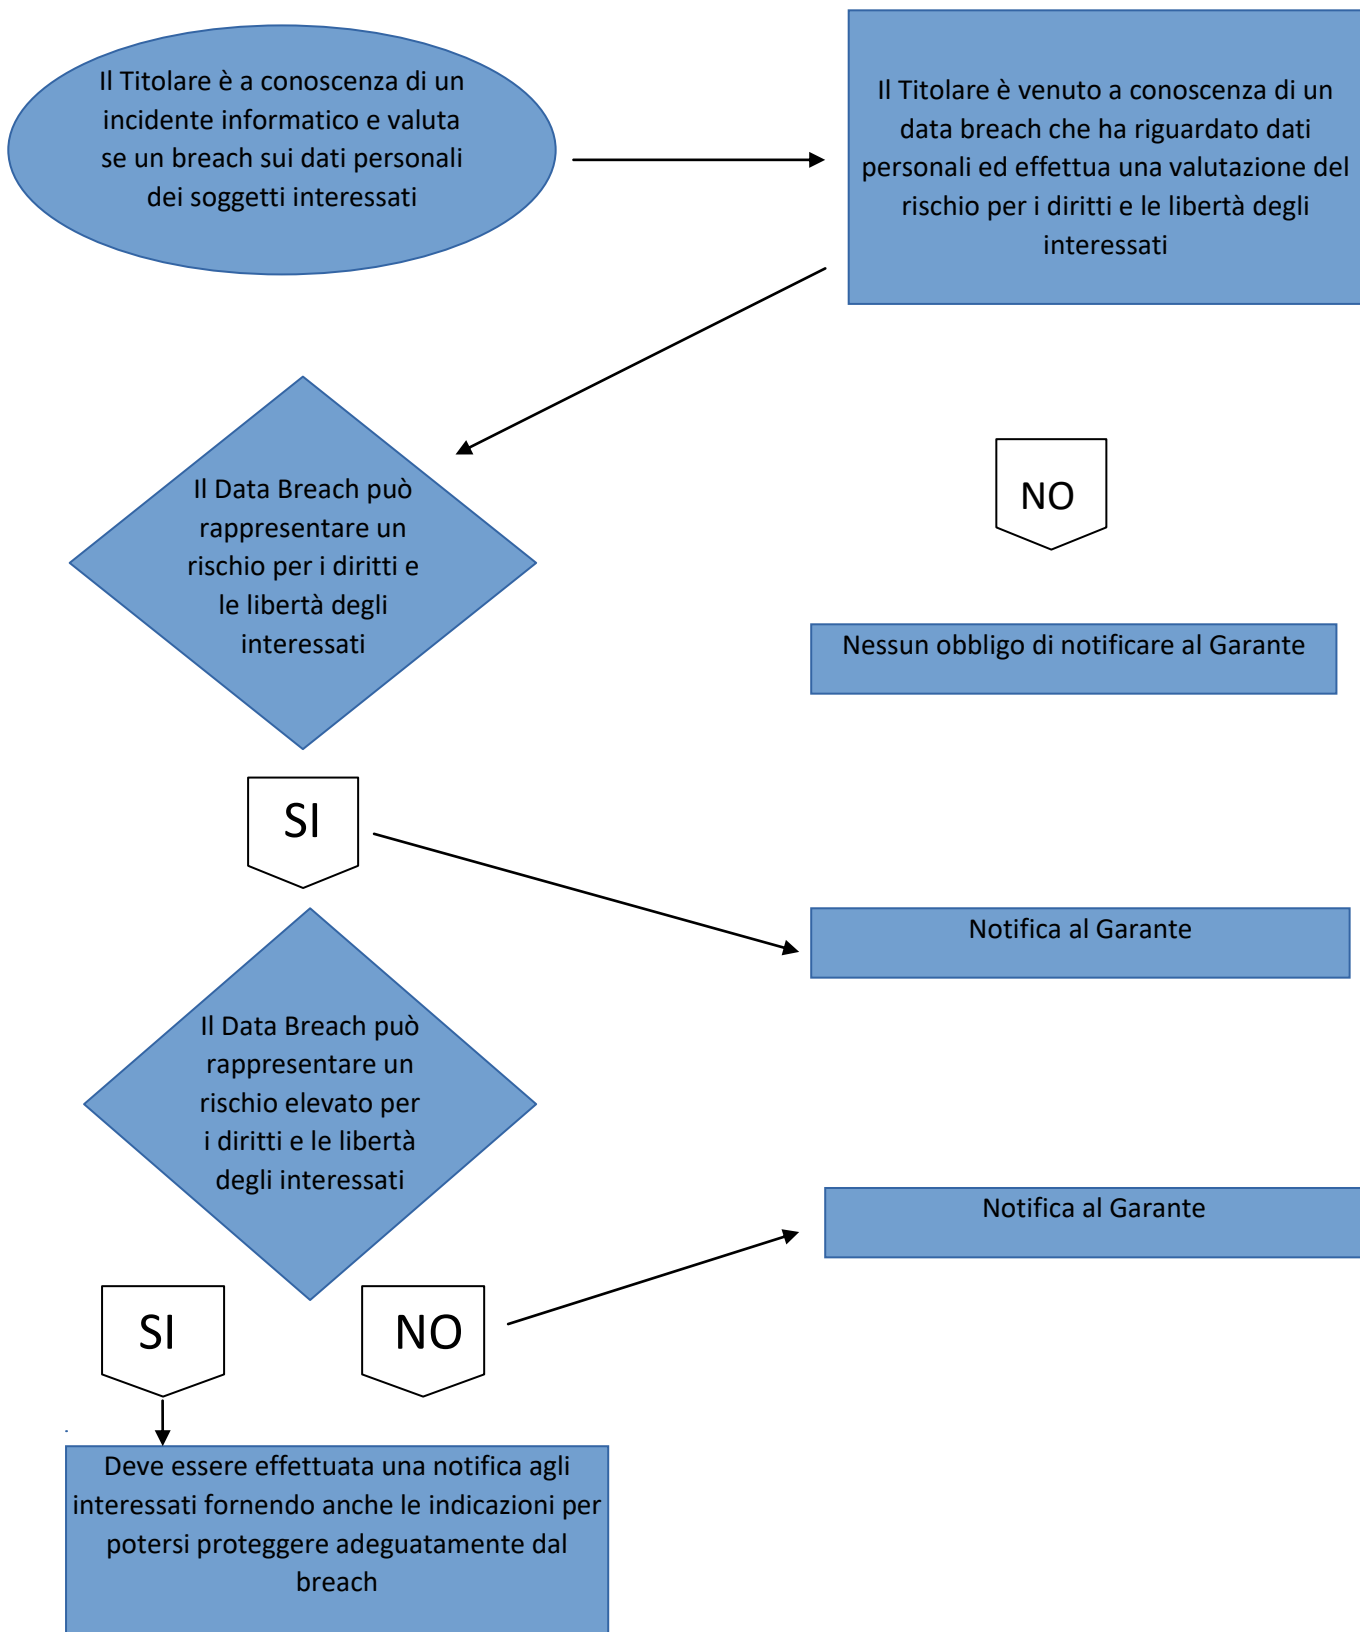 Il Titolare è a conoscenza di un
incidente informatico e valuta
se un breach sui dati personali
dei soggetti interessati
Il Titolare è venuto a conoscenza di un
data breach che ha riguardato dati
personali ed effettua una valutazione del
rischio per i diritti e le libertà degli
interessati
Il Data Breach può
rappresentare un
rischio per i diritti e
le libertà degli
interessati
NO
Nessun obbligo di notificare al Garante
SI
Notifica al Garante
Il Data Breach può
rappresentare un
rischio elevato per
i diritti e le libertà
degli interessati
Notifica al Garante
SI
NO
Deve essere effettuata una notifica agli
interessati fornendo anche le indicazioni per
potersi proteggere adeguatamente dal
breach